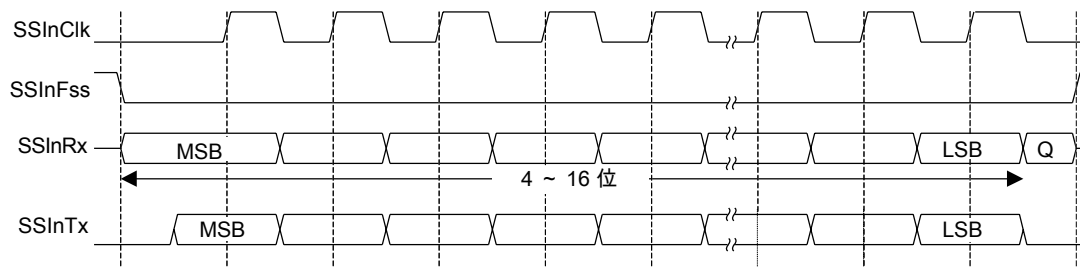 SSInClk
SSInFss
SSInRx MSB LSB Q
4 ~ 16 位
SSInTx MSB LSB